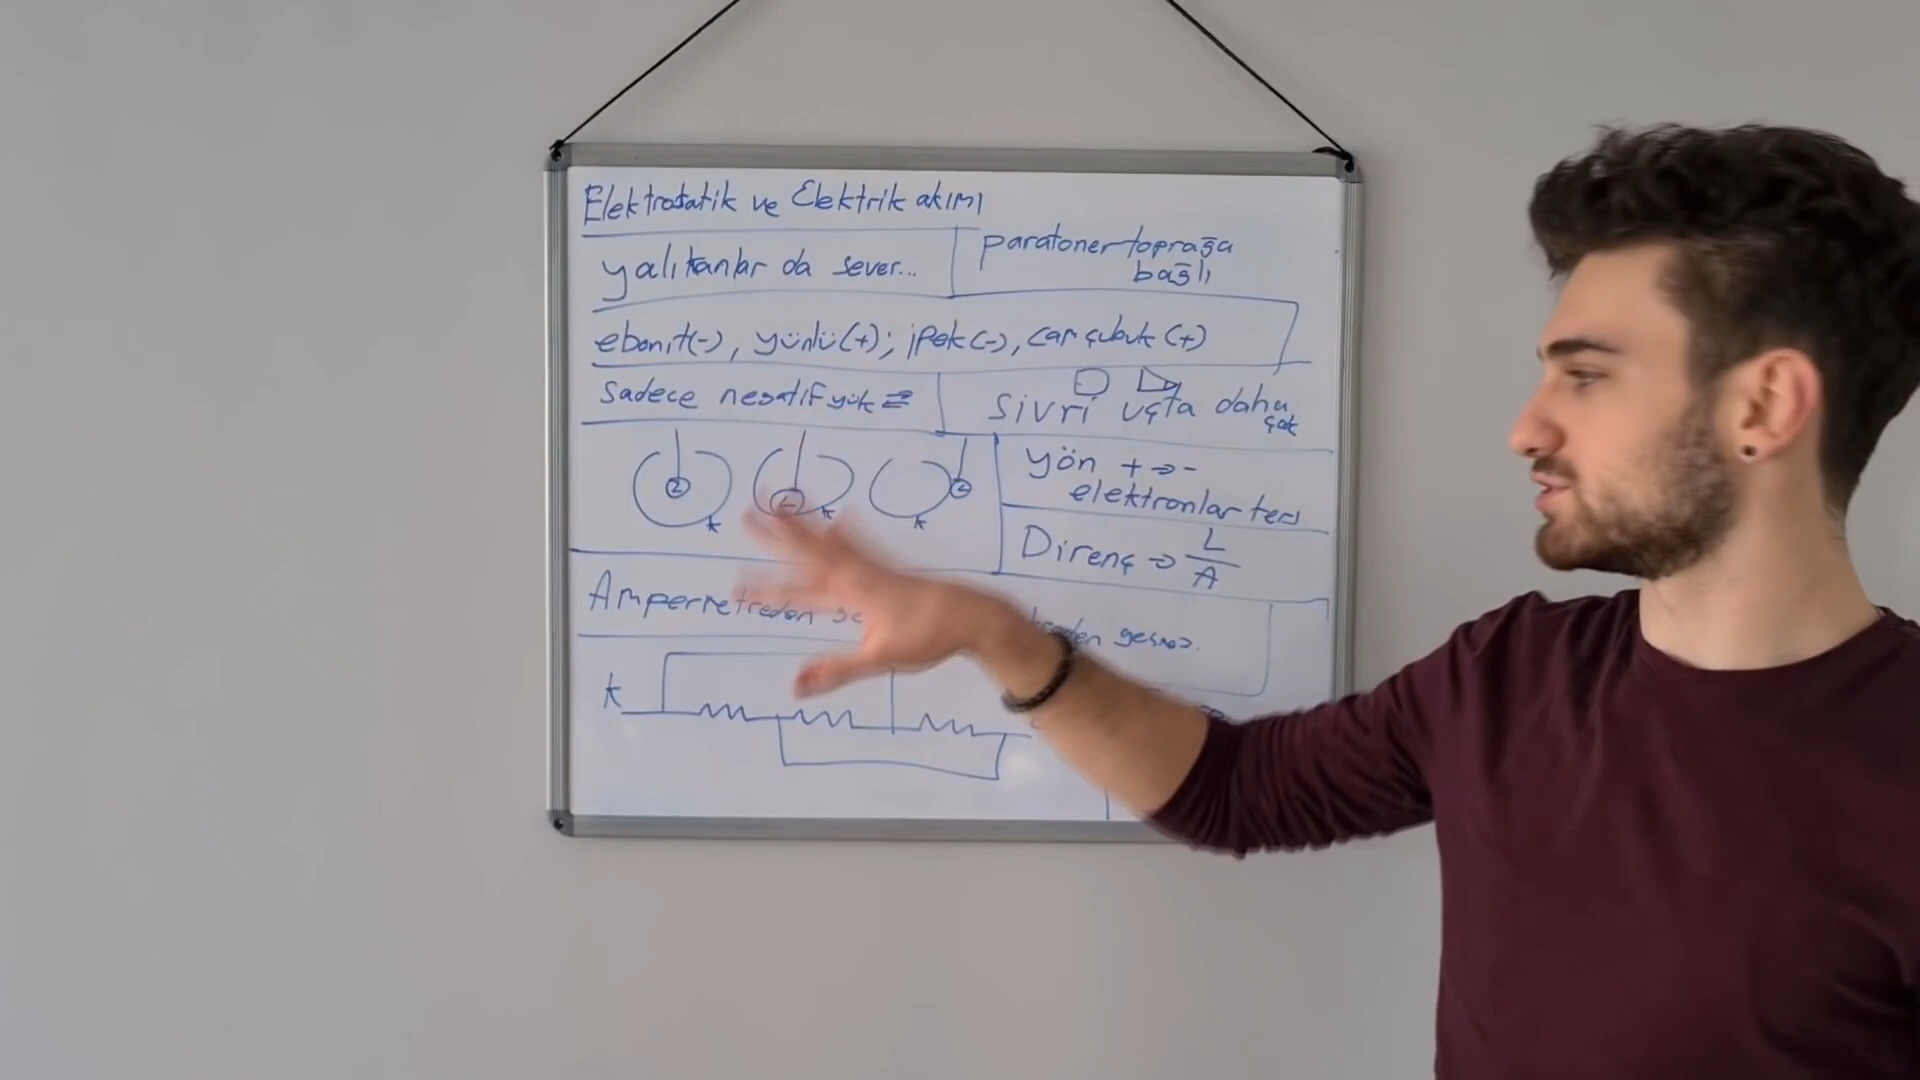 Elektrostatik ve Elektrik akımı
yalıtkanlar da sever...
paratoner toprağa
bağlı
ebonit(-), yünlü(+); ipek(-), cam çubuk(+)
Sadece negatif yük ⇄
Sivri uçta daha
çok
L
K
L
K
L
K
yön + ⇒ -
elektronlar ters
Direnç ⇒ L/A
Ampermetreden
geçmez.
K